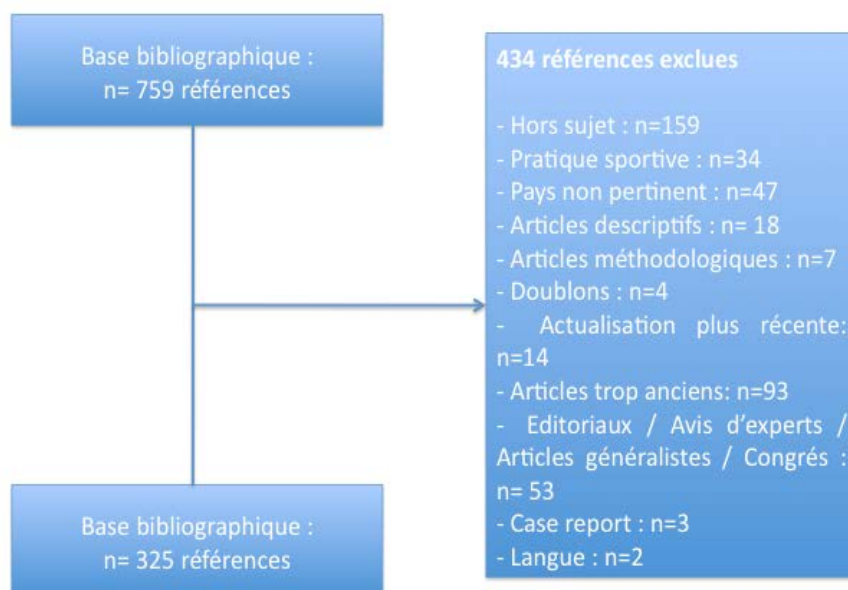 Base bibliographique :
n= 759 références
434 références exclues
- Hors sujet : n=159
- Pratique sportive : n=34
- Pays non pertinent : n=47
- Articles descriptifs : n= 18
- Articles méthodologiques : n=7
- Doublons : n=4
- Actualisation plus récente:
n=14
- Articles trop anciens: n=93
- Editoriaux / Avis d’experts /
Articles généralistes / Congrés :
n= 53
- Case report : n=3
- Langue : n=2
Base bibliographique :
n= 325 références